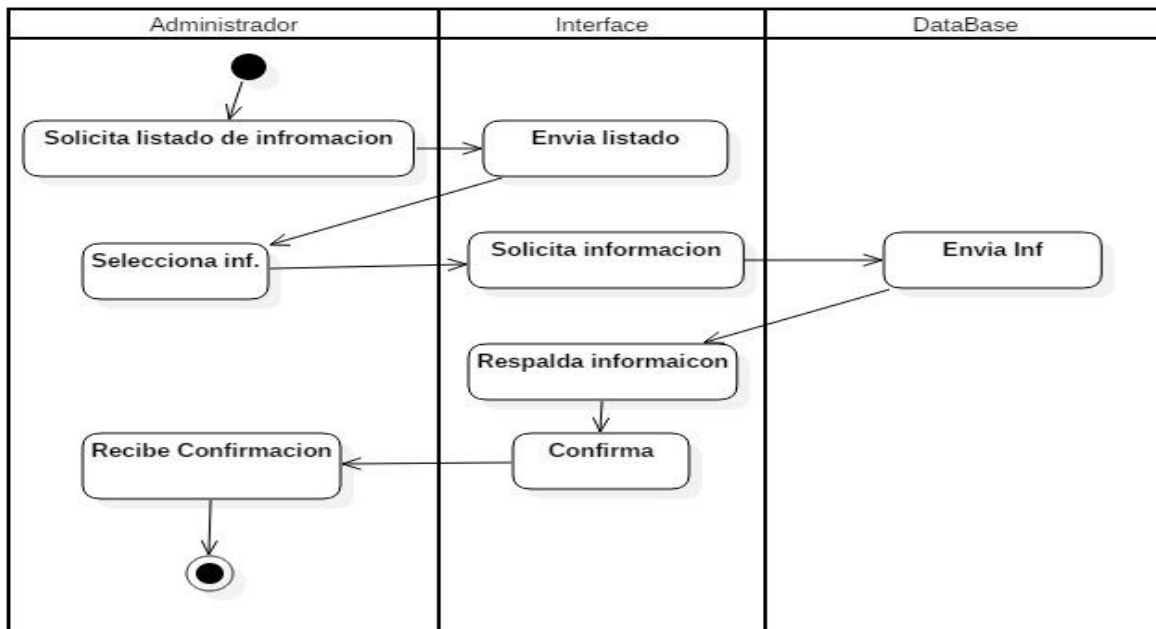 Administrador
Interface
DataBase
Solicita listado de infromacion
Envia listado
Selecciona inf.
Solicita informacion
Envia Inf
Respalda informaicon
Recibe Confirmacion
Confirma